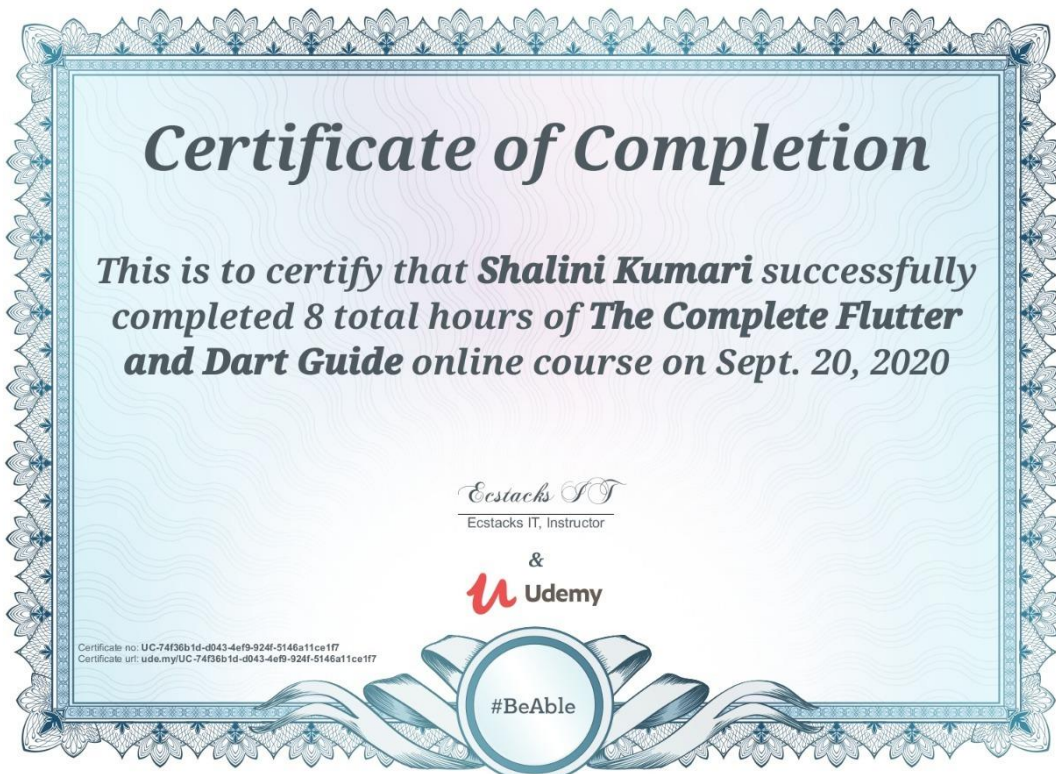 Certificate of Completion
This is to certify that Shalini Kumari successfully
completed 8 total hours of The Complete Flutter
and Dart Guide online course on Sept. 20, 2020
Ecstacks IT
Ecstacks IT, Instructor
&
Udemy
Certificate no: UC-74f36b1d-d043-4ef9-924f-5146a11ce1f7
Certificate url: ude.my/UC-74f36b1d-d043-4ef9-924f-5146a11ce1f7
#BeAble